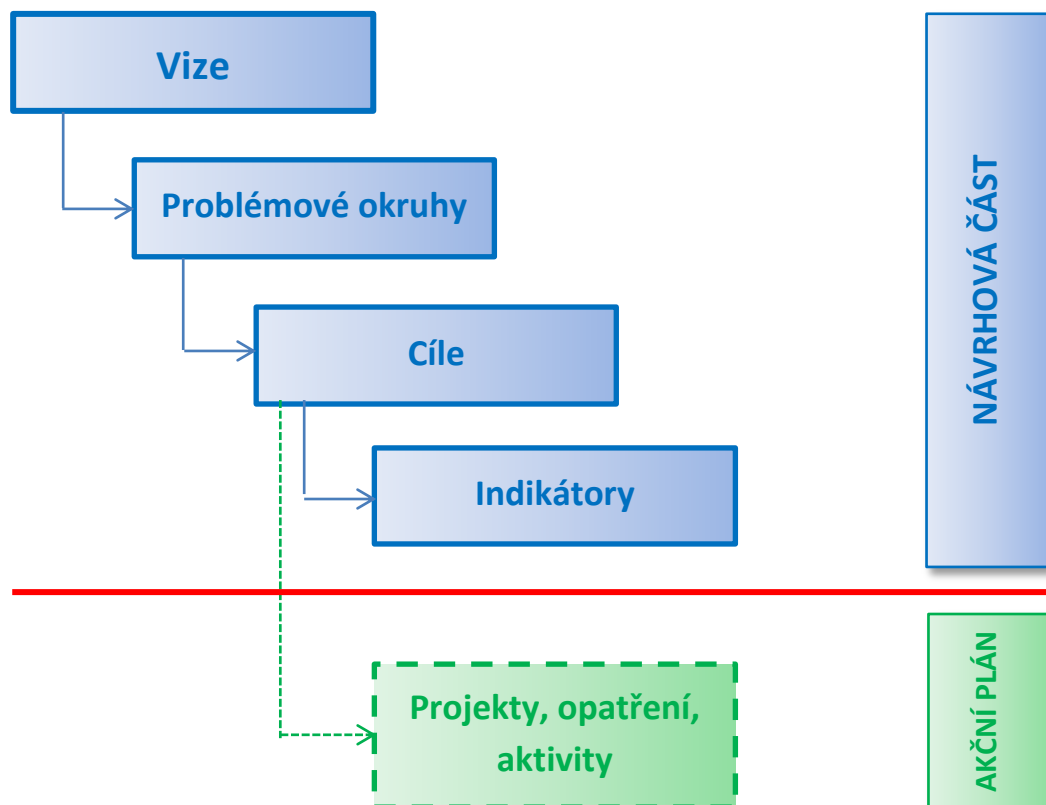 Vize
Problémové okruhy
Cíle
Indikátory
NÁVRHOVÁ ČÁST
Projekty, opatření,
aktivity
AKČNÍ PLÁN